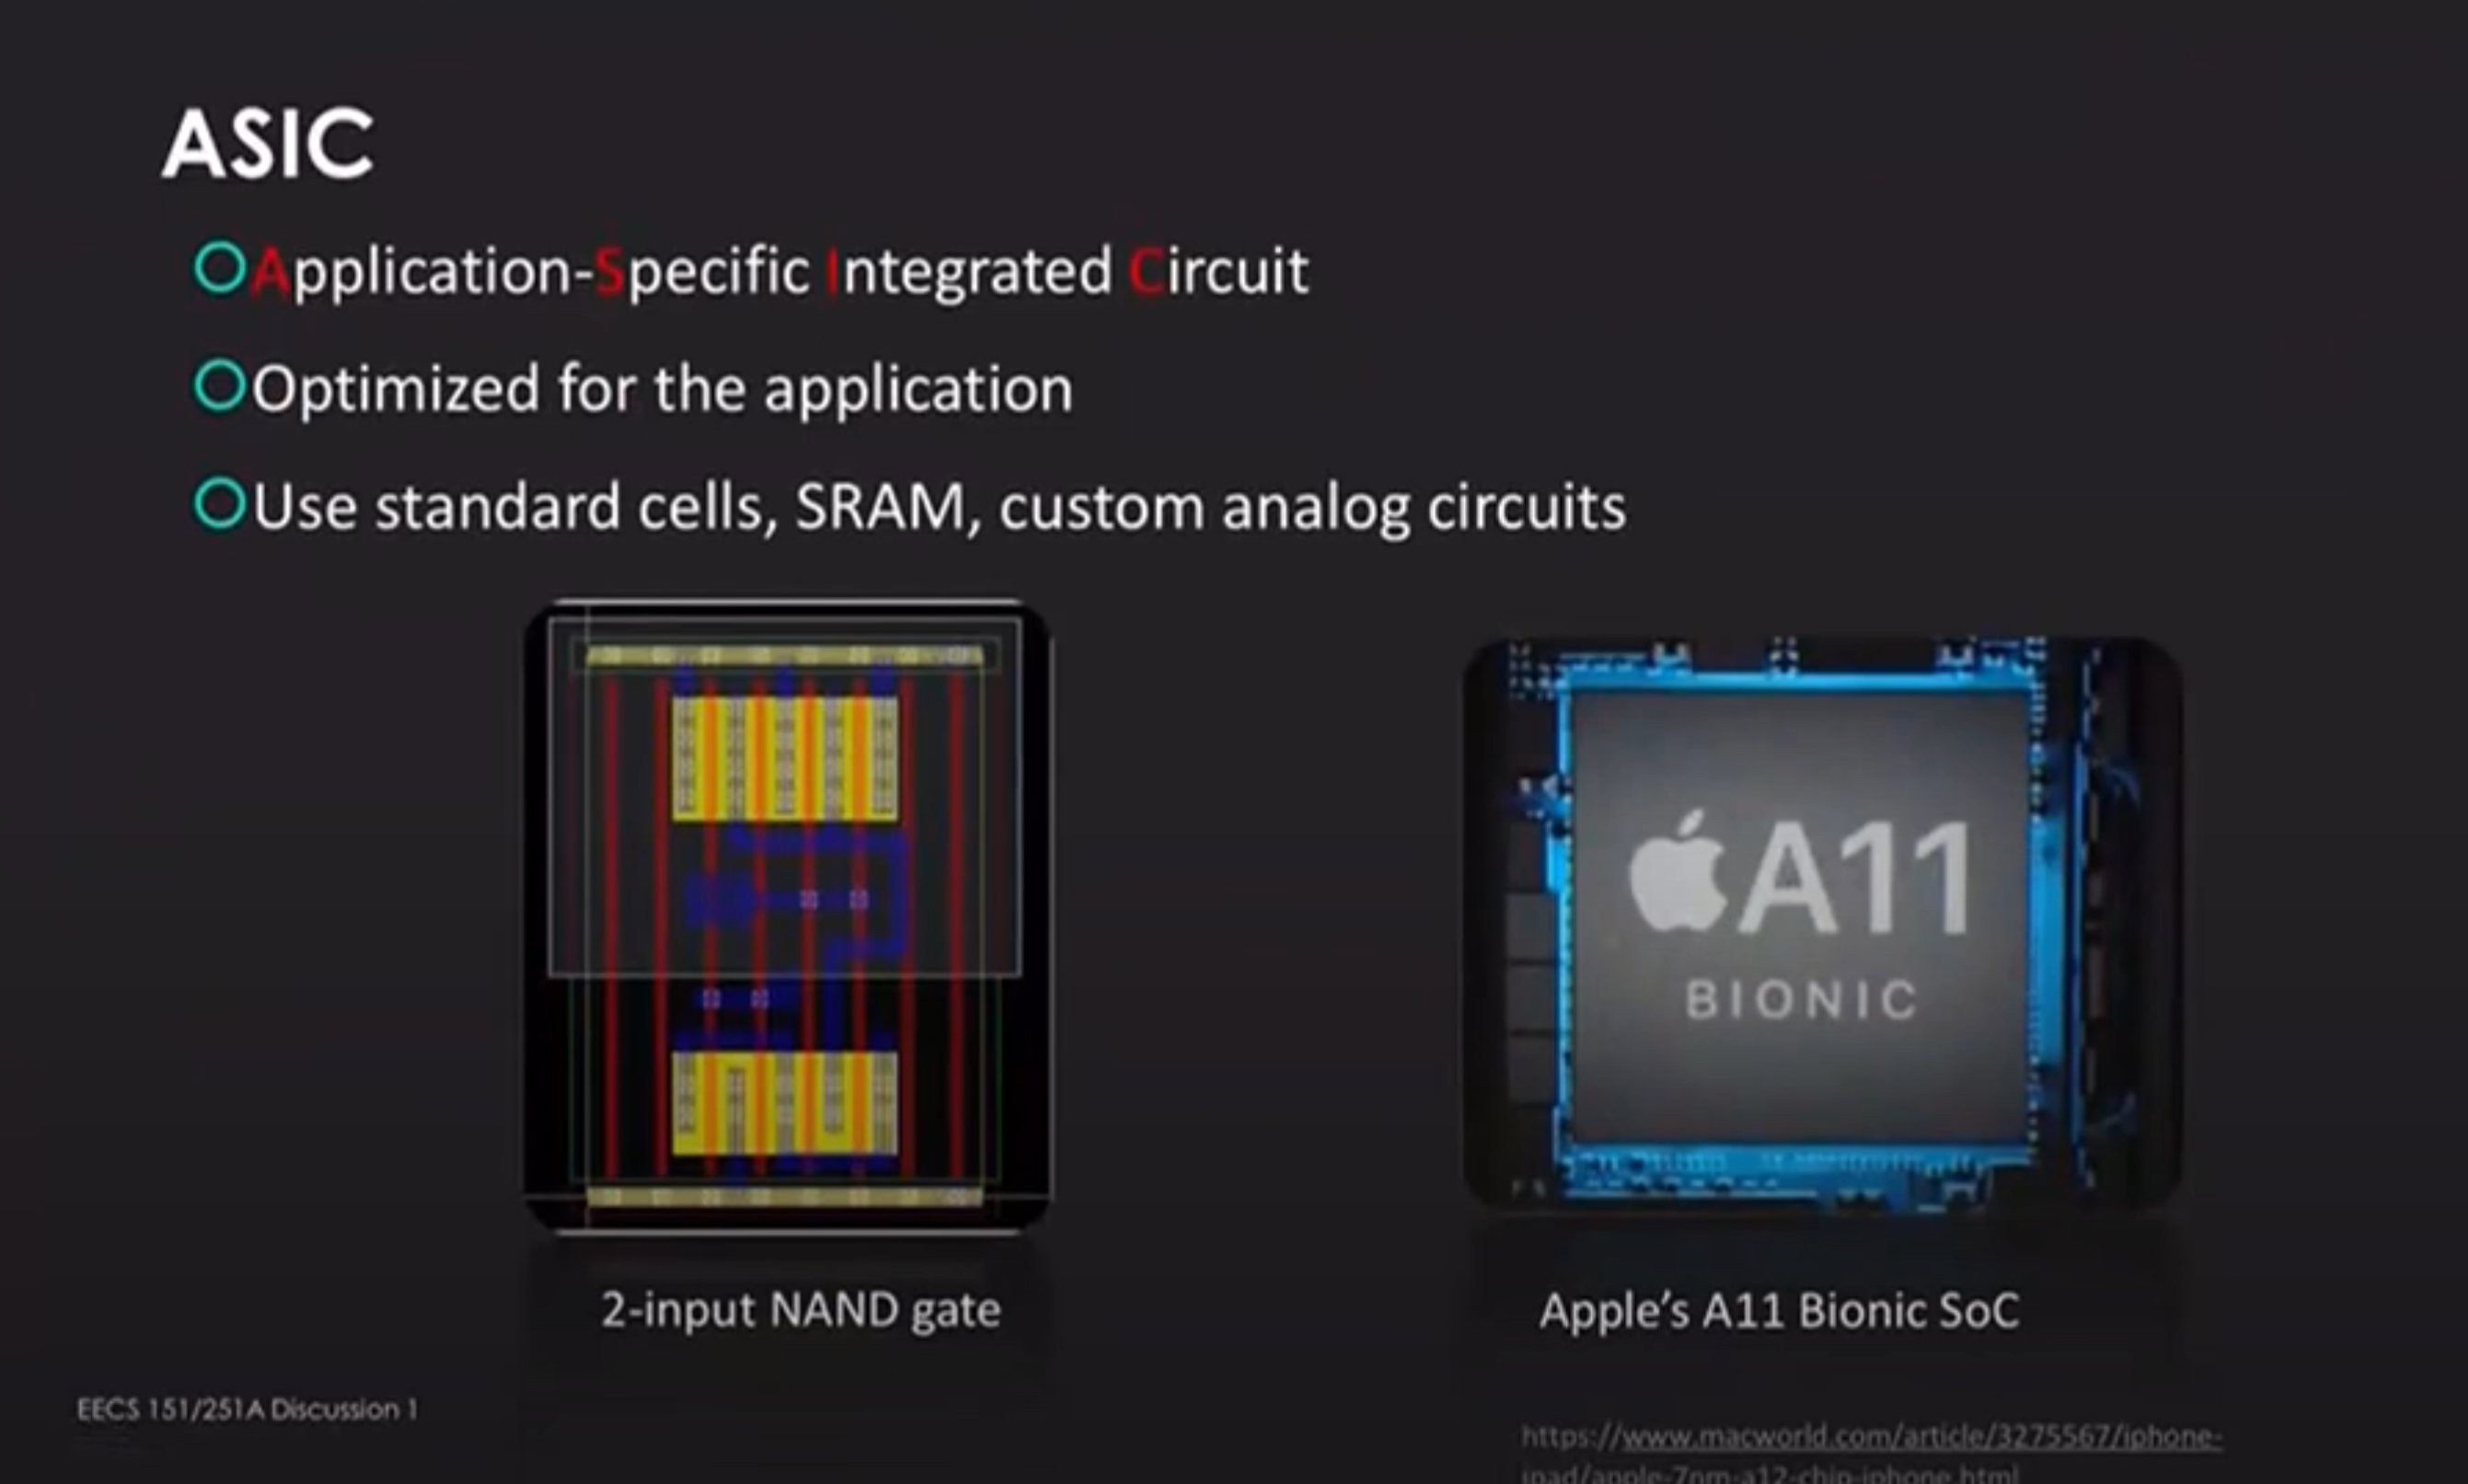 ASIC
Application-Specific Integrated Circuit
Optimized for the application
Use standard cells, SRAM, custom analog circuits
A11
BIONIC
2-input NAND gate
Apple's A11 Bionic SoC
EECS 151/251A Discussion 1
https://www.macworld.com/article/3275567/iphone-
ipad/apple-7nm-a12-chip-iphone.html